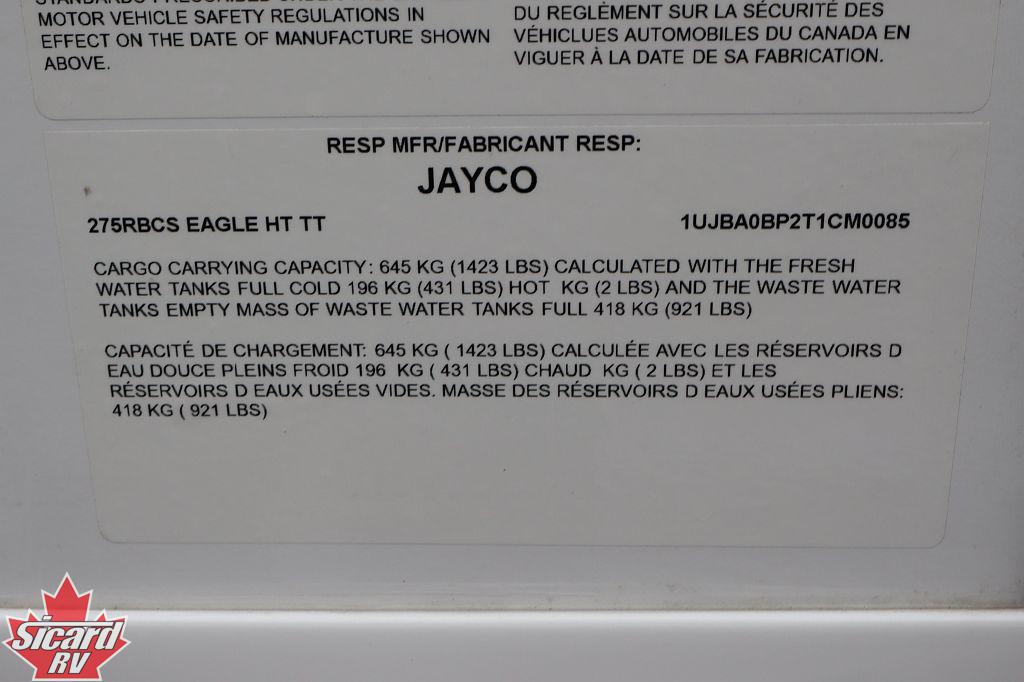 MOTOR VEHICLE SAFETY REGULATIONS IN
EFFECT ON THE DATE OF MANUFACTURE SHOWN
ABOVE.
DU REGLÈMENT SUR LA SÉCURITÉ DES
VÉHICLUES AUTOMOBILES DU CANADA EN
VIGUER À LA DATE DE SA FABRICATION.
RESP MFR/FABRICANT RESP:
JAYCO
275RBCS EAGLE HT TT
1UJBA0BP2T1CM0085
CARGO CARRYING CAPACITY: 645 KG (1423 LBS) CALCULATED WITH THE FRESH
WATER TANKS FULL COLD 196 KG (431 LBS) HOT KG (2 LBS) AND THE WASTE WATER
TANKS EMPTY MASS OF WASTE WATER TANKS FULL 418 KG (921 LBS)
CAPACITÉ DE CHARGEMENT: 645 KG ( 1423 LBS) CALCULÉE AVEC LES RÉSERVOIRS D
EAU DOUCE PLEINS FROID 196 KG ( 431 LBS) CHAUD KG ( 2 LBS) ET LES
RÉSERVOIRS D EAUX USÉES VIDES. MASSE DES RÉSERVOIRS D EAUX USÉES PLIENS:
418 KG ( 921 LBS)
Sicard
RV